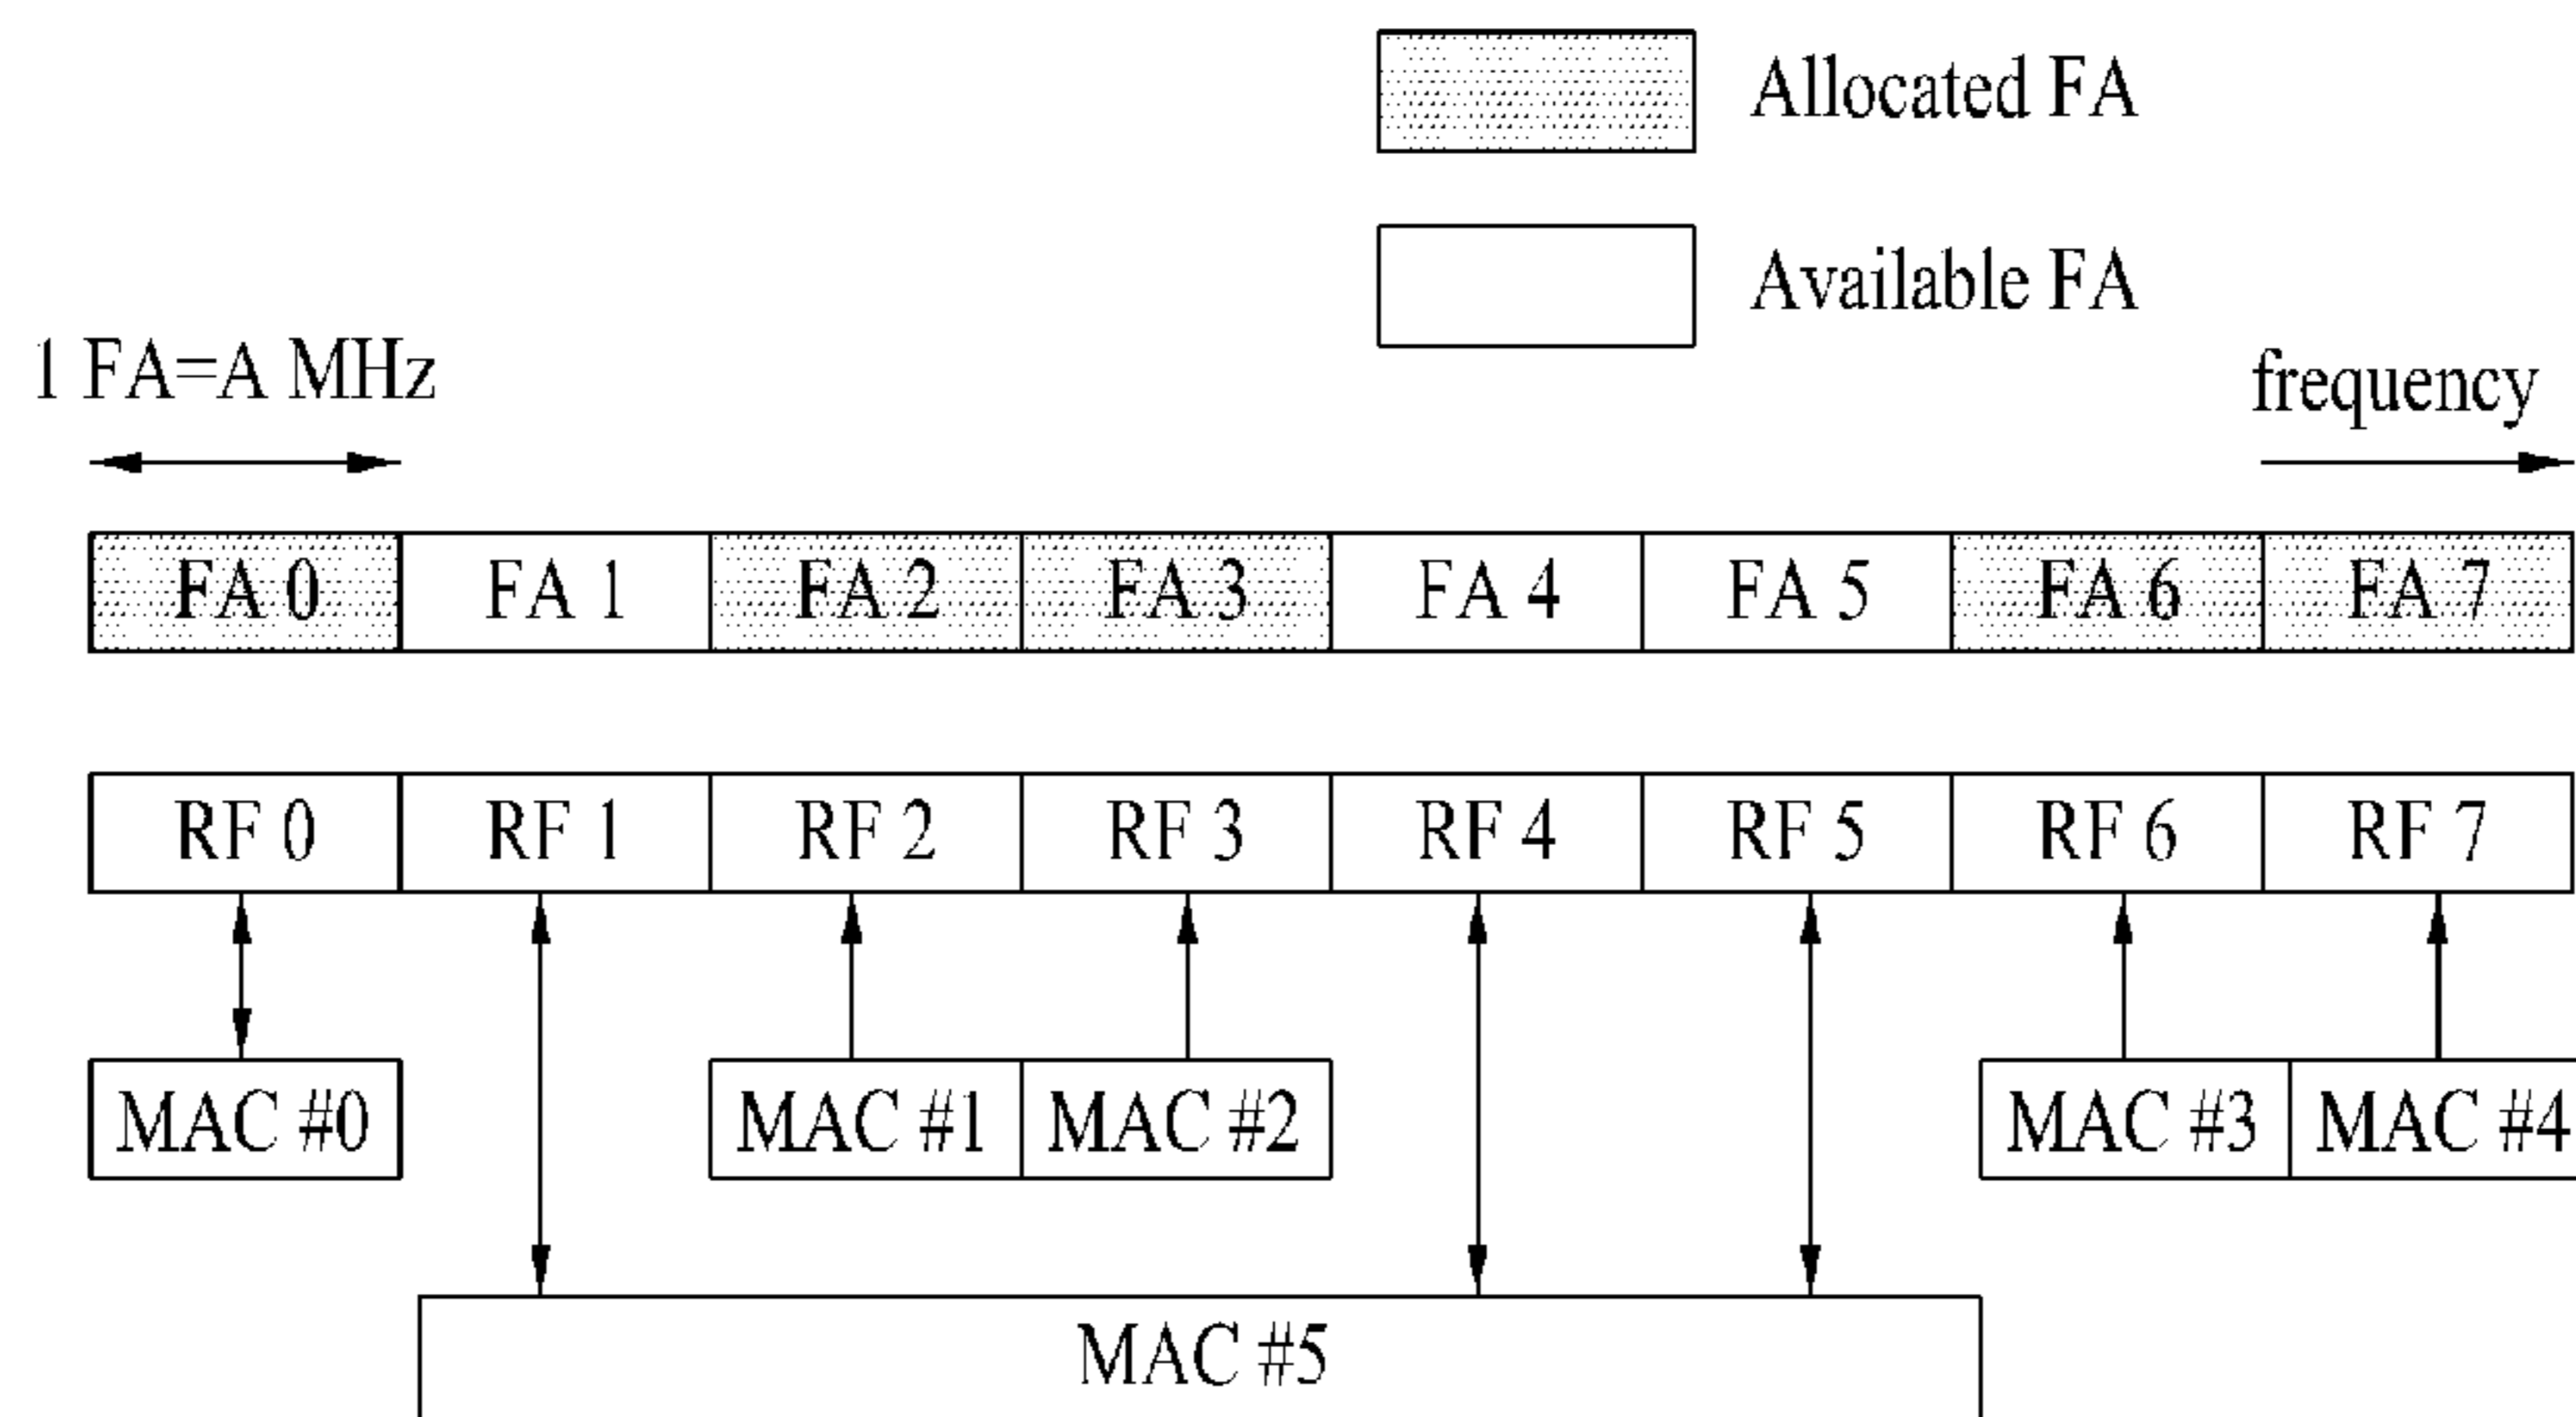 Allocated FA
Available FA
1 FA=A MHz
frequency
FA 0 FA 1 FA 2 FA 3 FA 4 FA 5 FA 6 FA 7
RF 0 RF 1 RF 2 RF 3 RF 4 RF 5 RF 6 RF 7
MAC #0 MAC #1 MAC #2 MAC #3 MAC #4
MAC #5